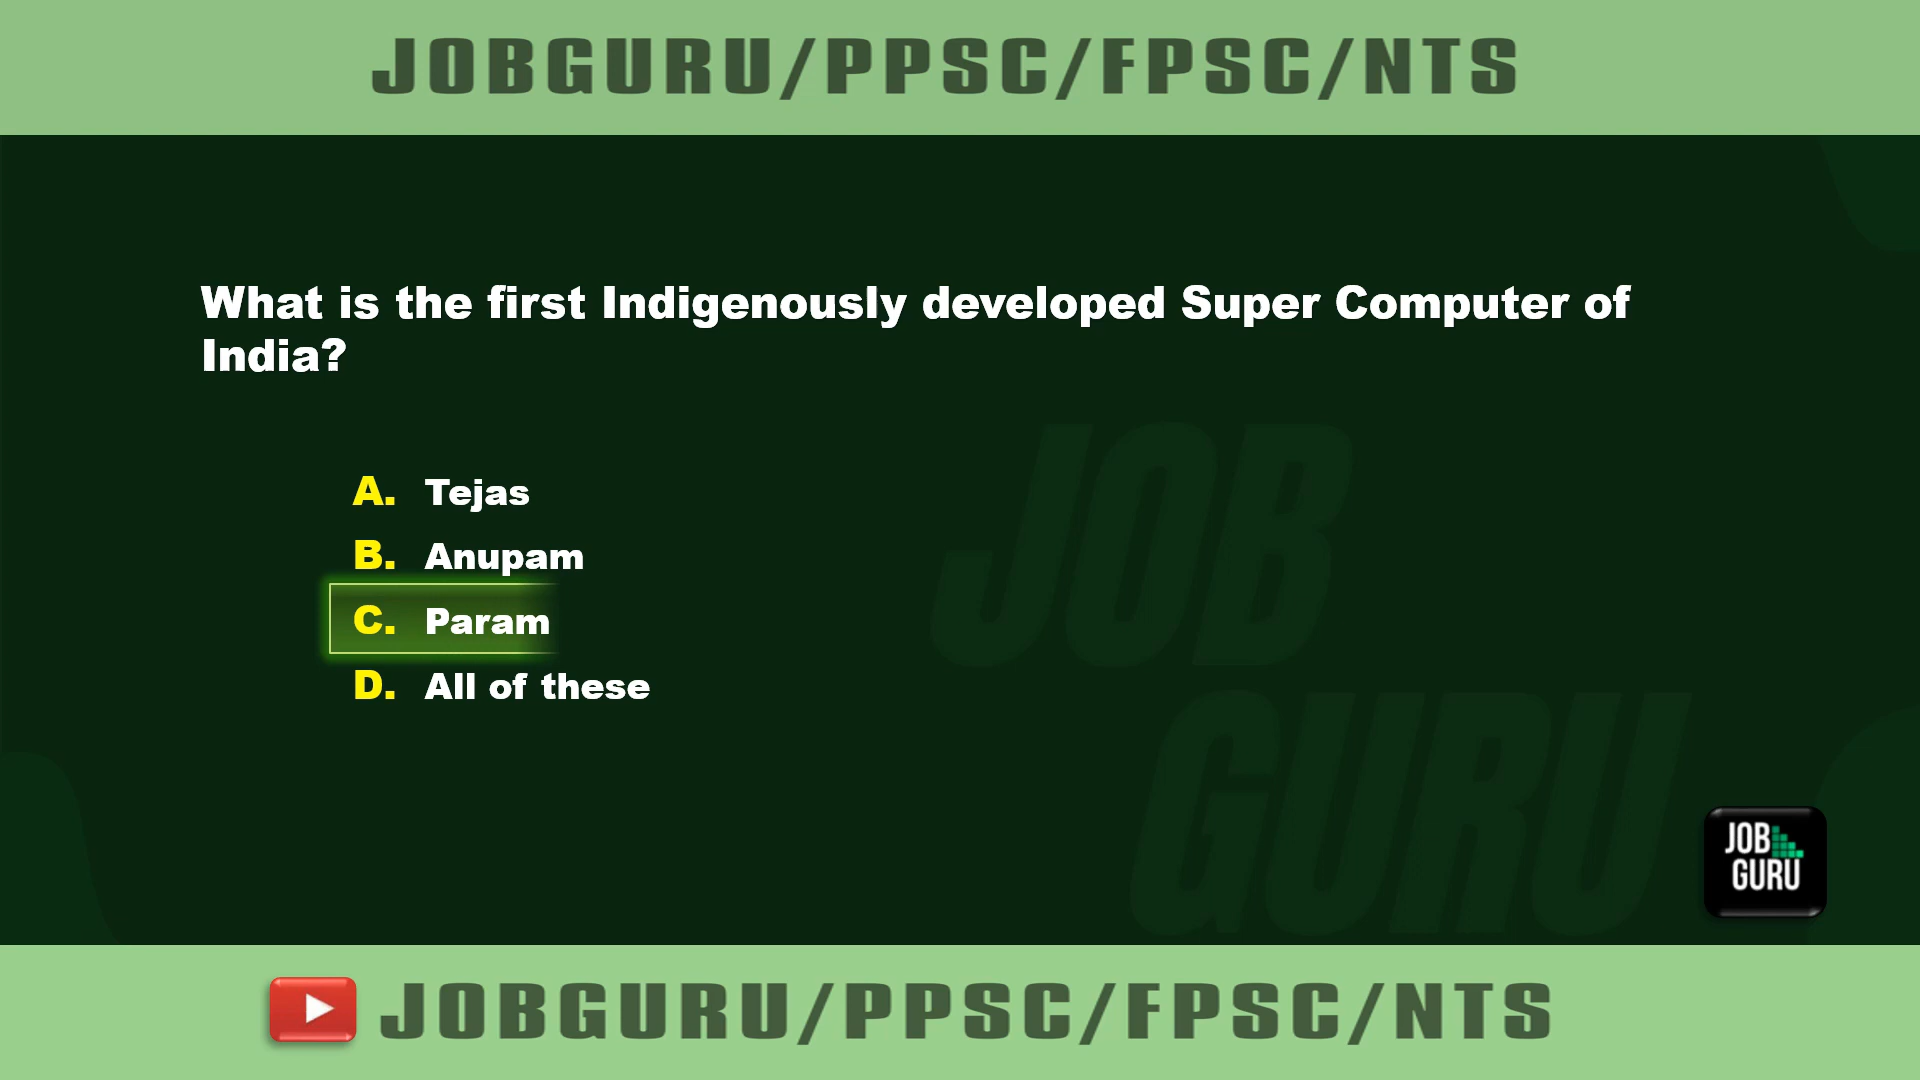 JOBGURU/PPSC/FPSC/NTS
What is the first Indigenously developed Super Computer of
India?
A. Tejas
B. Anupam
C. Param
D. All of these
JOB
GURU
JOB
GURU
JOBGURU/PPSC/FPSC/NTS